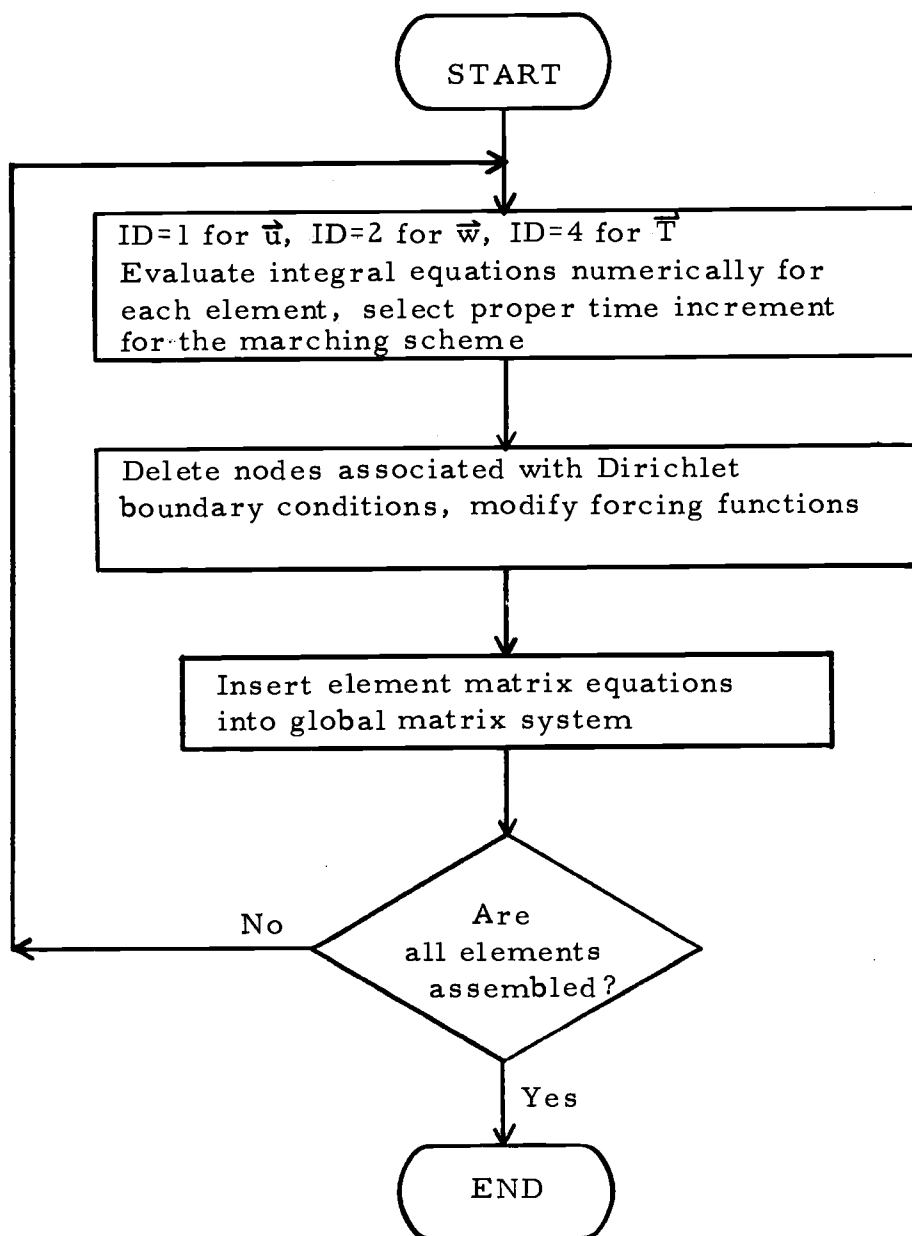 START
ID=1 for u⃗, ID=2 for w⃗, ID=4 for T⃗
Evaluate integral equations numerically for
each element, select proper time increment
for the marching scheme
Delete nodes associated with Dirichlet
boundary conditions, modify forcing functions
Insert element matrix equations
into global matrix system
No
Are
all elements
assembled?
Yes
END